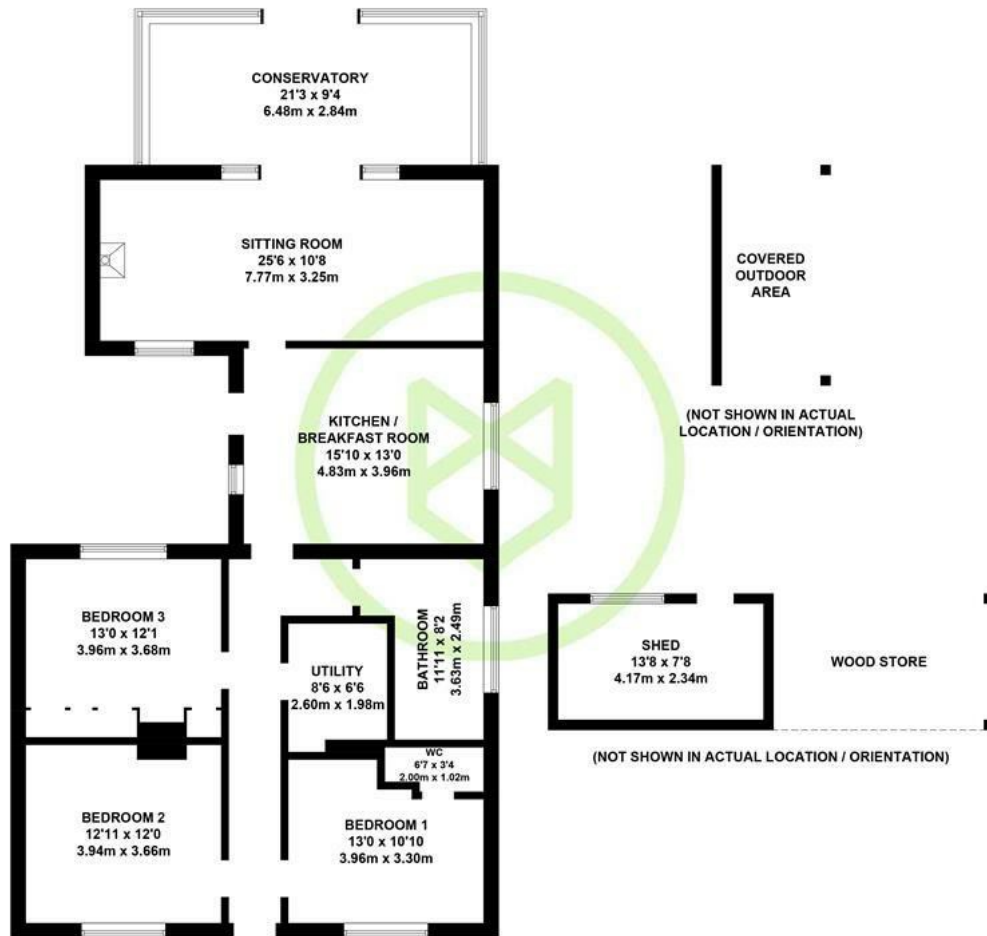 CONSERVATORY
21'3 x 9'4
6.48m x 2.84m
SITTING ROOM
25'6 x 10'8
7.77m x 3.25m
COVERED
OUTDOOR
AREA
(NOT SHOWN IN ACTUAL
LOCATION / ORIENTATION)
KITCHEN /
BREAKFAST ROOM
15'10 x 13'0
4.83m x 3.96m
BEDROOM 3
13'0 x 12'1
3.96m x 3.68m
UTILITY
8'6 x 6'6
2.60m x 1.98m
BATHROOM
11'11 x 8'2
3.63m x 2.49m
SHED
13'8 x 7'8
4.17m x 2.34m
WOOD STORE
(NOT SHOWN IN ACTUAL LOCATION / ORIENTATION)
WC
6'7 x 3'4
2.00m x 1.02m
BEDROOM 2
12'11 x 12'0
3.94m x 3.66m
BEDROOM 1
13'0 x 10'10
3.96m x 3.30m